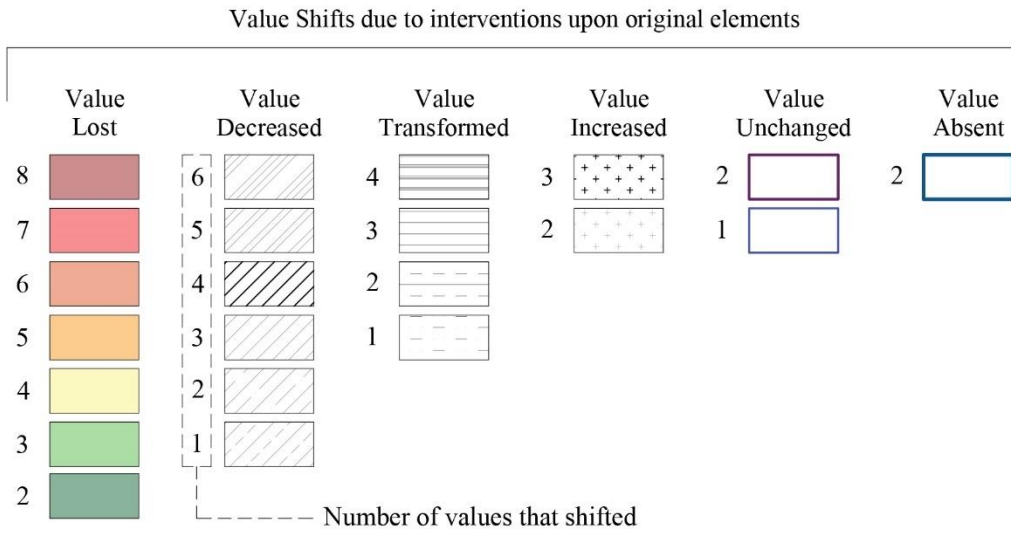 Value Shifts due to interventions upon original elements
Value
Lost
Value
Decreased
Value
Transformed
Value
Increased
Value
Unchanged
Value
Absent
8 6 4 3 2 2
7 5 3 2 1
6 4 2
5 3 1
4 2
3 1
2
Number of values that shifted